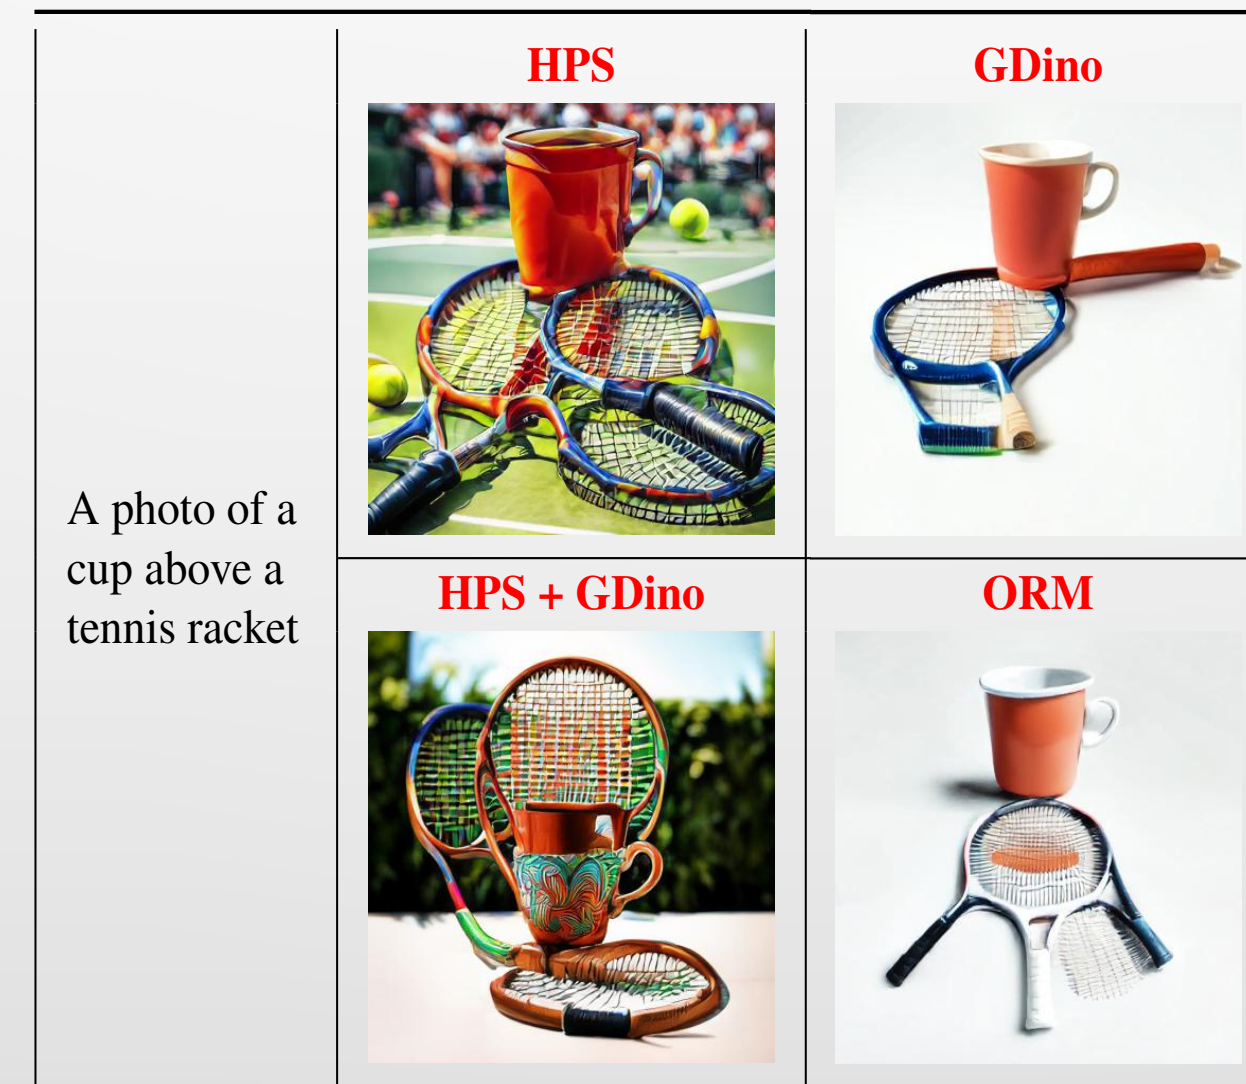 HPS
GDino
A photo of a
cup above a
tennis racket
HPS + GDino
ORM